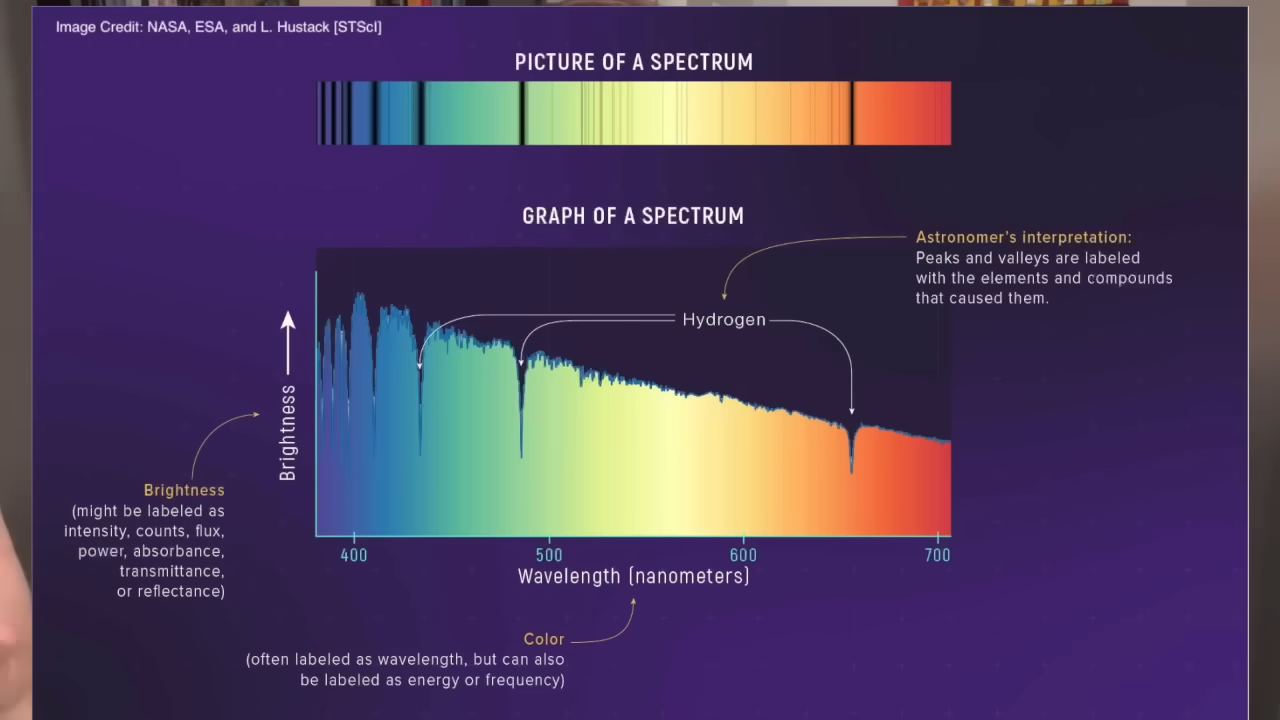 Image Credit: NASA, ESA, and L. Hustack [STScI]
PICTURE OF A SPECTRUM
GRAPH OF A SPECTRUM
Astronomer's interpretation:
Peaks and valleys are labeled
with the elements and compounds
that caused them.
Hydrogen
Brightness
Brightness
(might be labeled as
intensity, counts, flux,
power, absorbance,
transmittance,
or reflectance)
400 500 600 700
Wavelength (nanometers)
Color
(often labeled as wavelength, but can also
be labeled as energy or frequency)